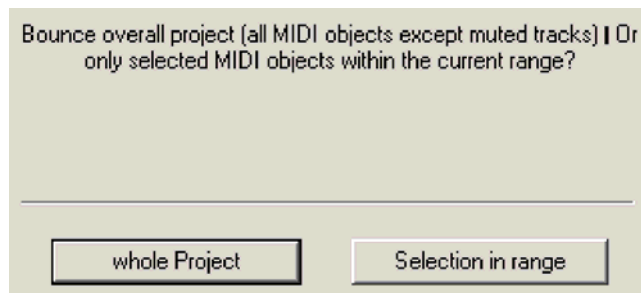 Bounce overall project (all MIDI objects except muted tracks) | Or
only selected MIDI objects within the current range?
whole Project
Selection in range